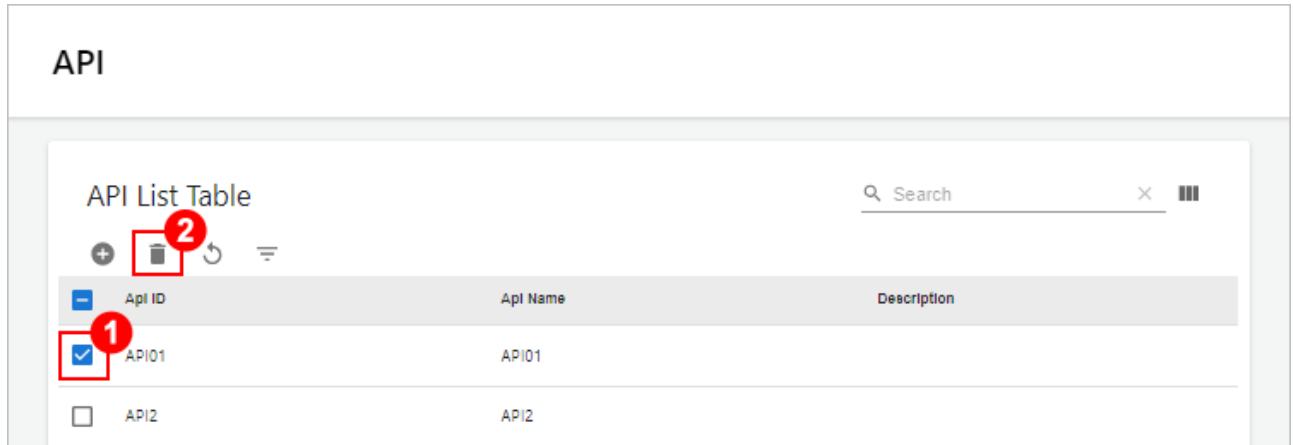 API
API List Table
Search
2
Api ID Api Name Description
1
API01 API01
API2 API2